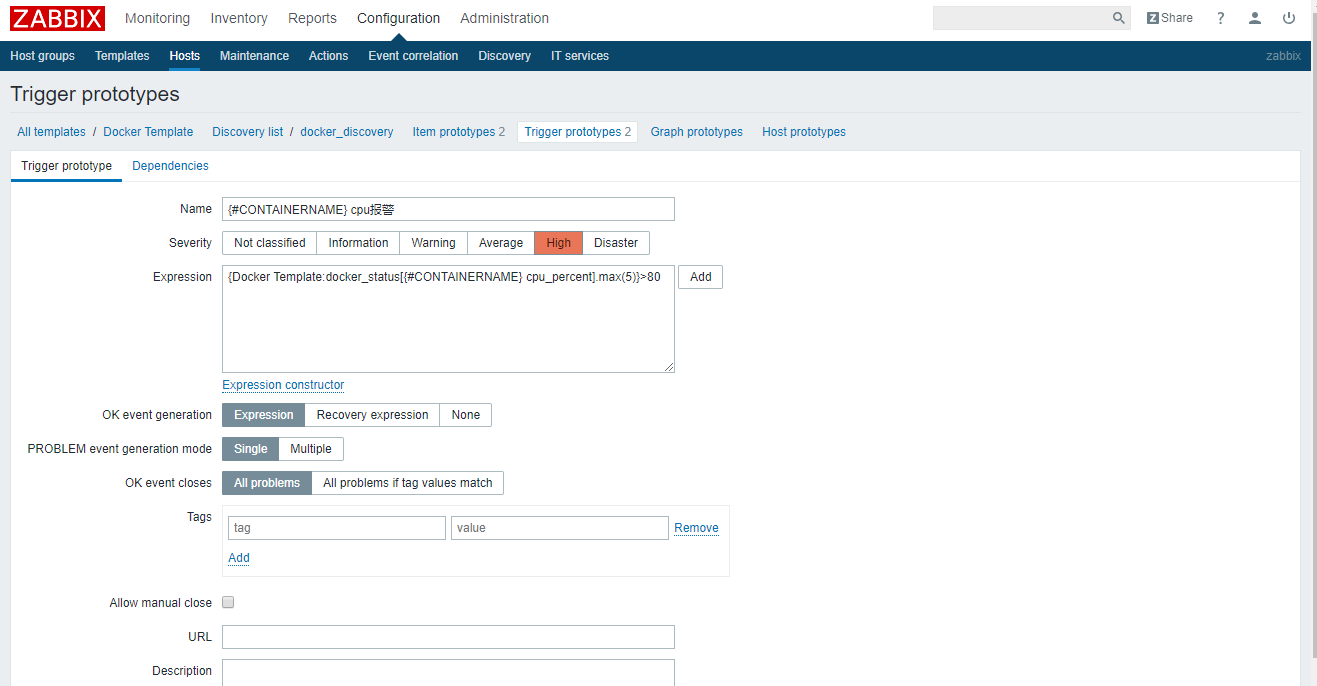 ZABBIX Monitoring Inventory Reports Configuration Administration Z Share ?
Host groups Templates Hosts Maintenance Actions Event correlation Discovery IT services zabbix
Trigger prototypes
All templates / Docker Template Discovery list / docker_discovery Item prototypes 2 Trigger prototypes 2 Graph prototypes Host prototypes
Trigger prototype Dependencies
Name {#CONTAINERNAME} cpu报警
Severity Not classified Information Warning Average High Disaster
Expression {Docker Template:docker_status[{#CONTAINERNAME} cpu_percent].max(5)}>80 Add
Expression constructor
OK event generation Expression Recovery expression None
PROBLEM event generation mode Single Multiple
OK event closes All problems All problems if tag values match
Tags
tag value Remove
Add
Allow manual close
URL
Description